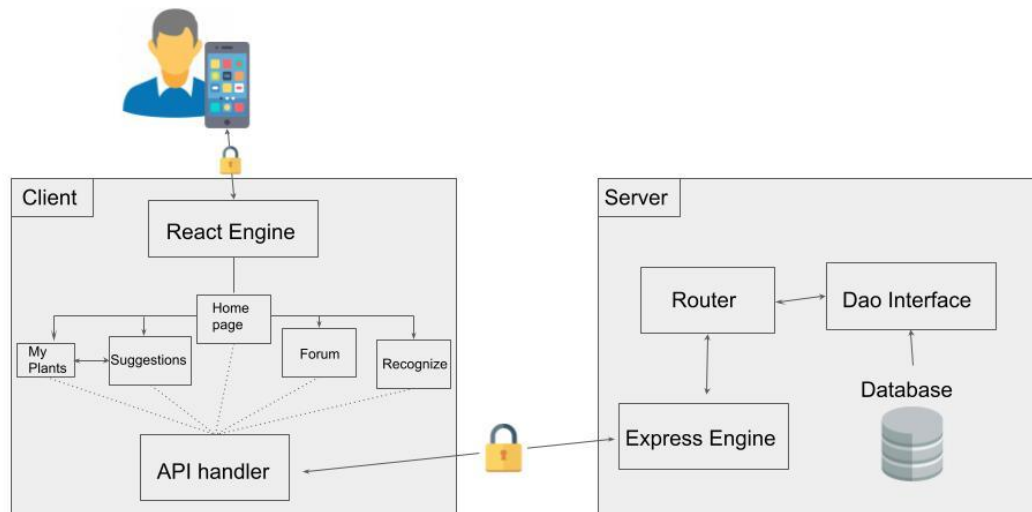 Client
React Engine
Home
page
My
Plants
Suggestions
Forum
Recognize
API handler
Server
Router
Dao Interface
Express Engine
Database